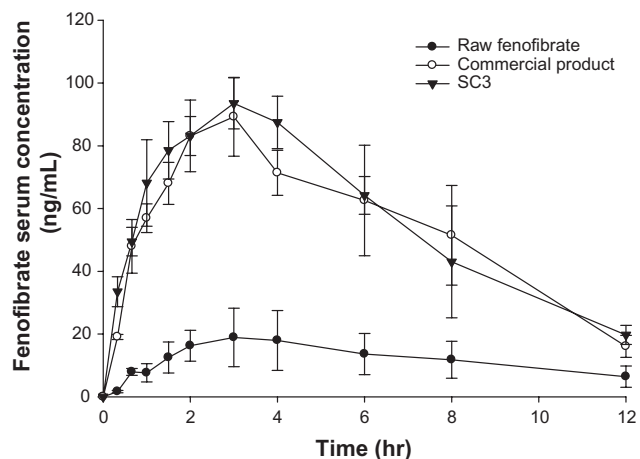 120
100
80
60
40
20
0
Fenofibrate serum concentration
(ng/mL)
Raw fenofibrate
Commercial product
SC3
0 2 4 6 8 10 12
Time (hr)